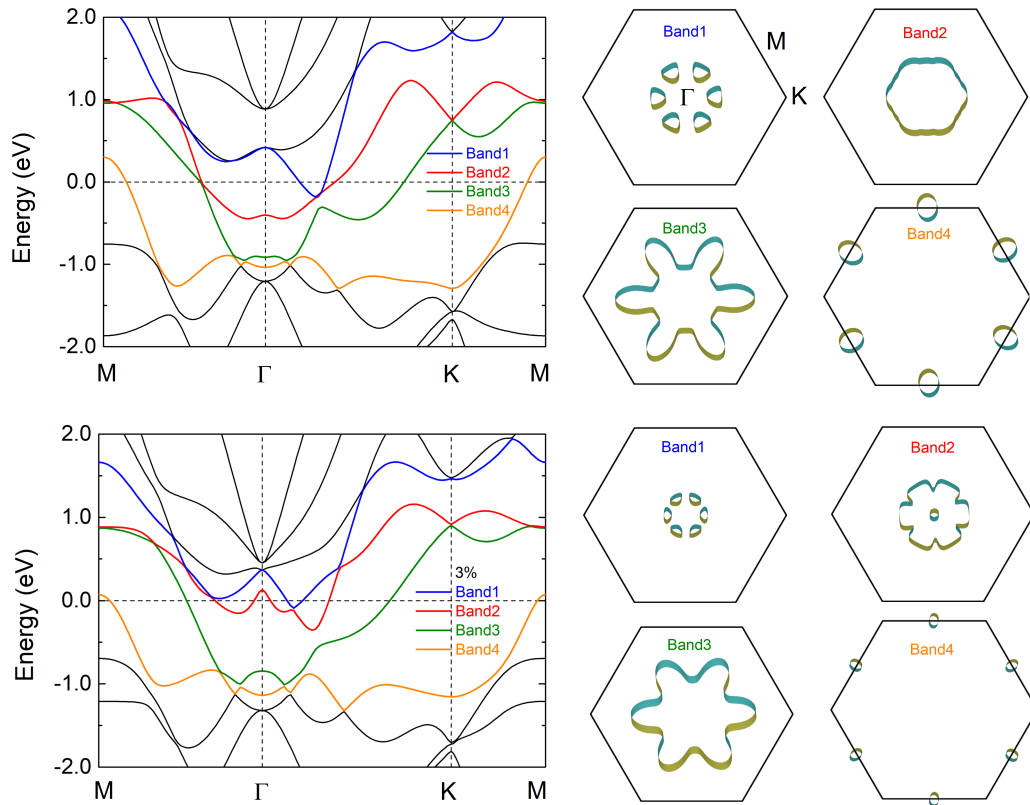 2.0
1.0
0.0
-1.0
-2.0
Energy (eV)
Band1
Band2
Band3
Band4
M Γ K M
Band1
M
Γ
K
Band2
Band3
Band4
2.0
1.0
0.0
-1.0
-2.0
Energy (eV)
3%
Band1
Band2
Band3
Band4
M Γ K M
Band1
Band2
Band3
Band4